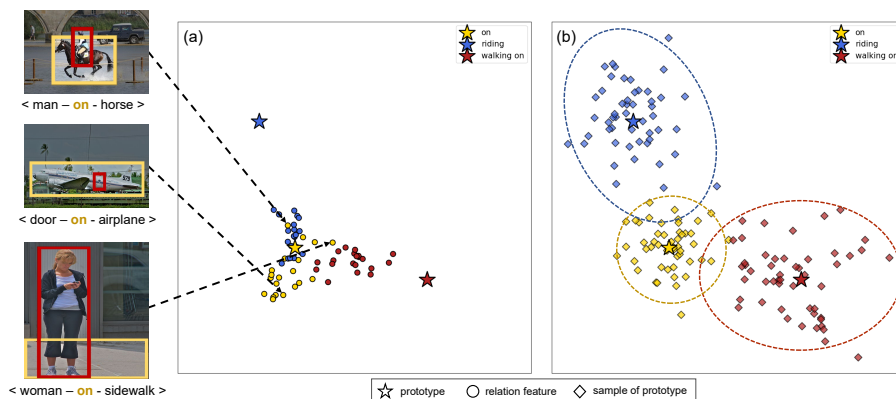 (a)
on
riding
walking on
(b)
on
riding
walking on
< man – on - horse >
< door – on - airplane >
< woman – on - sidewalk >
prototype
relation feature
sample of prototype